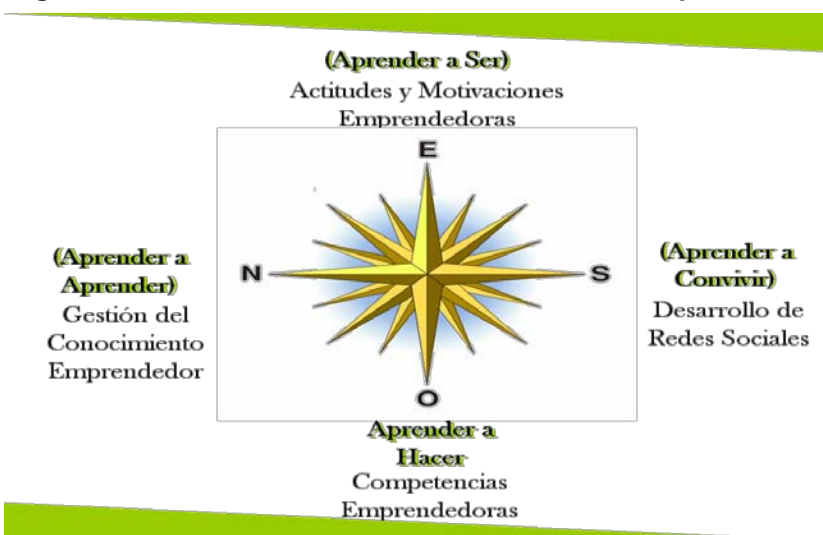 (Aprender a Ser)
Actitudes y Motivaciones
Emprendedoras
E
(Aprender a
Aprender)
Gestión del
Conocimiento
Emprendedor
N
S
(Aprender a
Convivir)
Desarrollo de
Redes Sociales
O
Aprender a
Hacer
Competencias
Emprendedoras